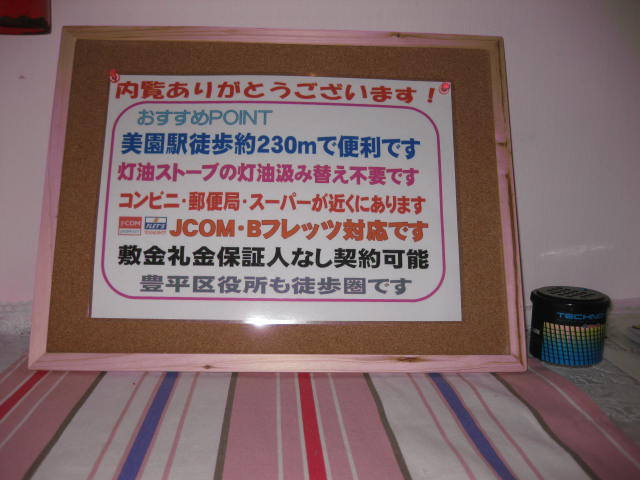 内覧ありがとうございます！
おすすめPOINT
美園駅徒歩約230mで便利です
灯油ストーブの灯油汲み替え不要です
コンビニ・郵便局・スーパーが近くにあります
J:COM JCOM・Bフレッツ対応です
敷金礼金保証人なし契約可能
豊平区役所も徒歩圏です
TECHNO